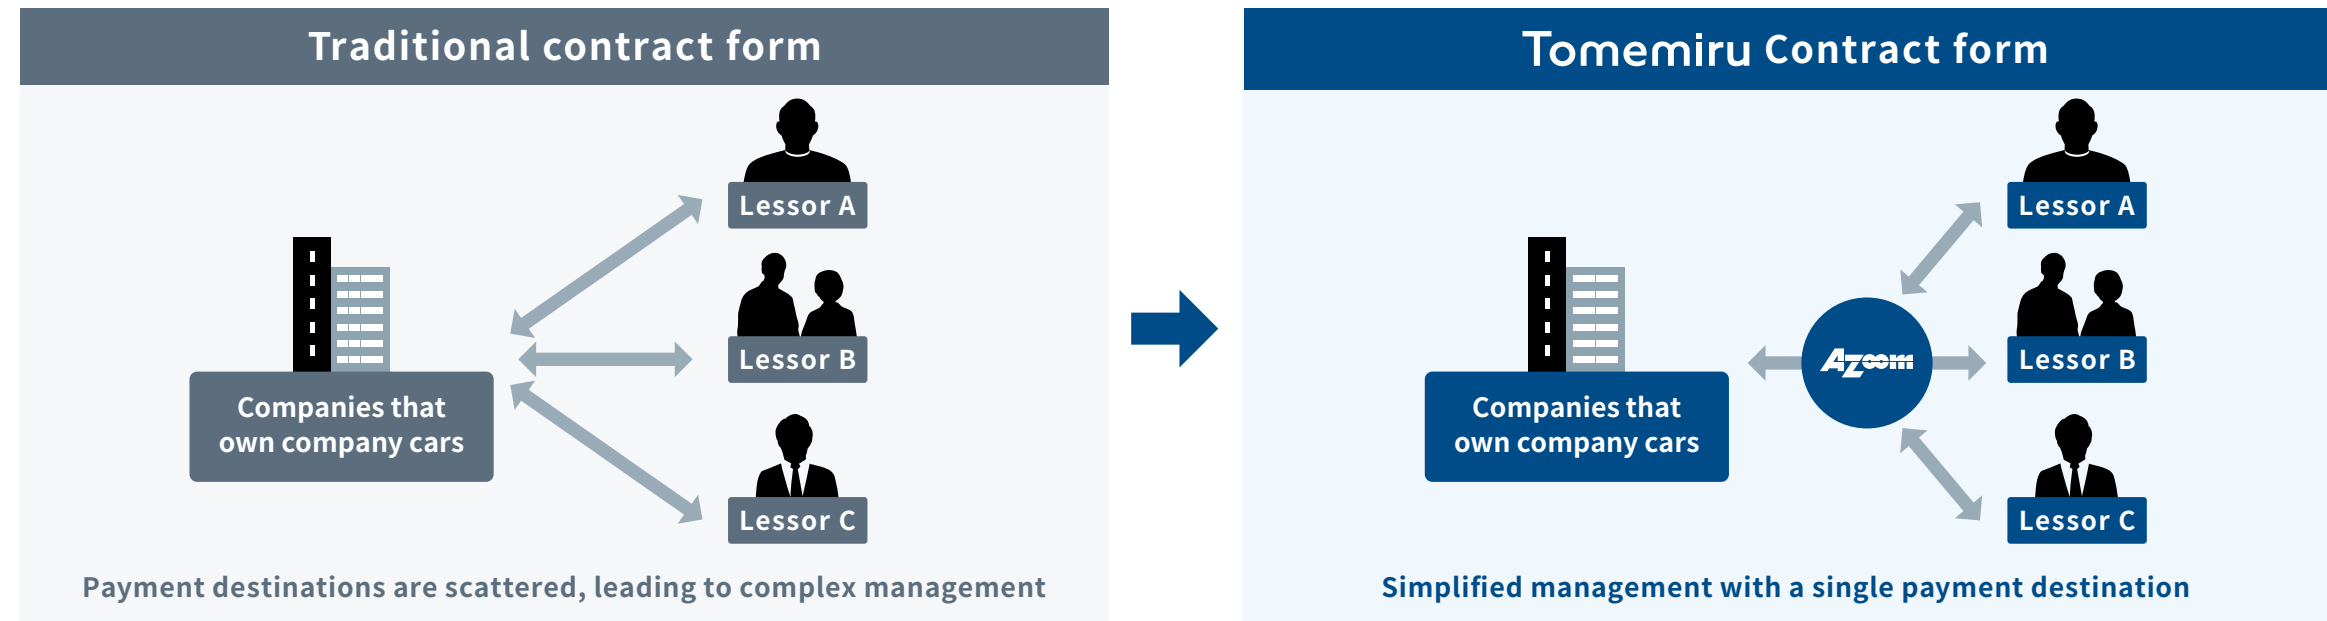 Traditional contract form
Lessor A
Lessor B
Companies that
own company cars
Lessor C
Payment destinations are scattered, leading to complex management
Tomemiru Contract form
Lessor A
Azoom
Lessor B
Companies that
own company cars
Lessor C
Simplified management with a single payment destination